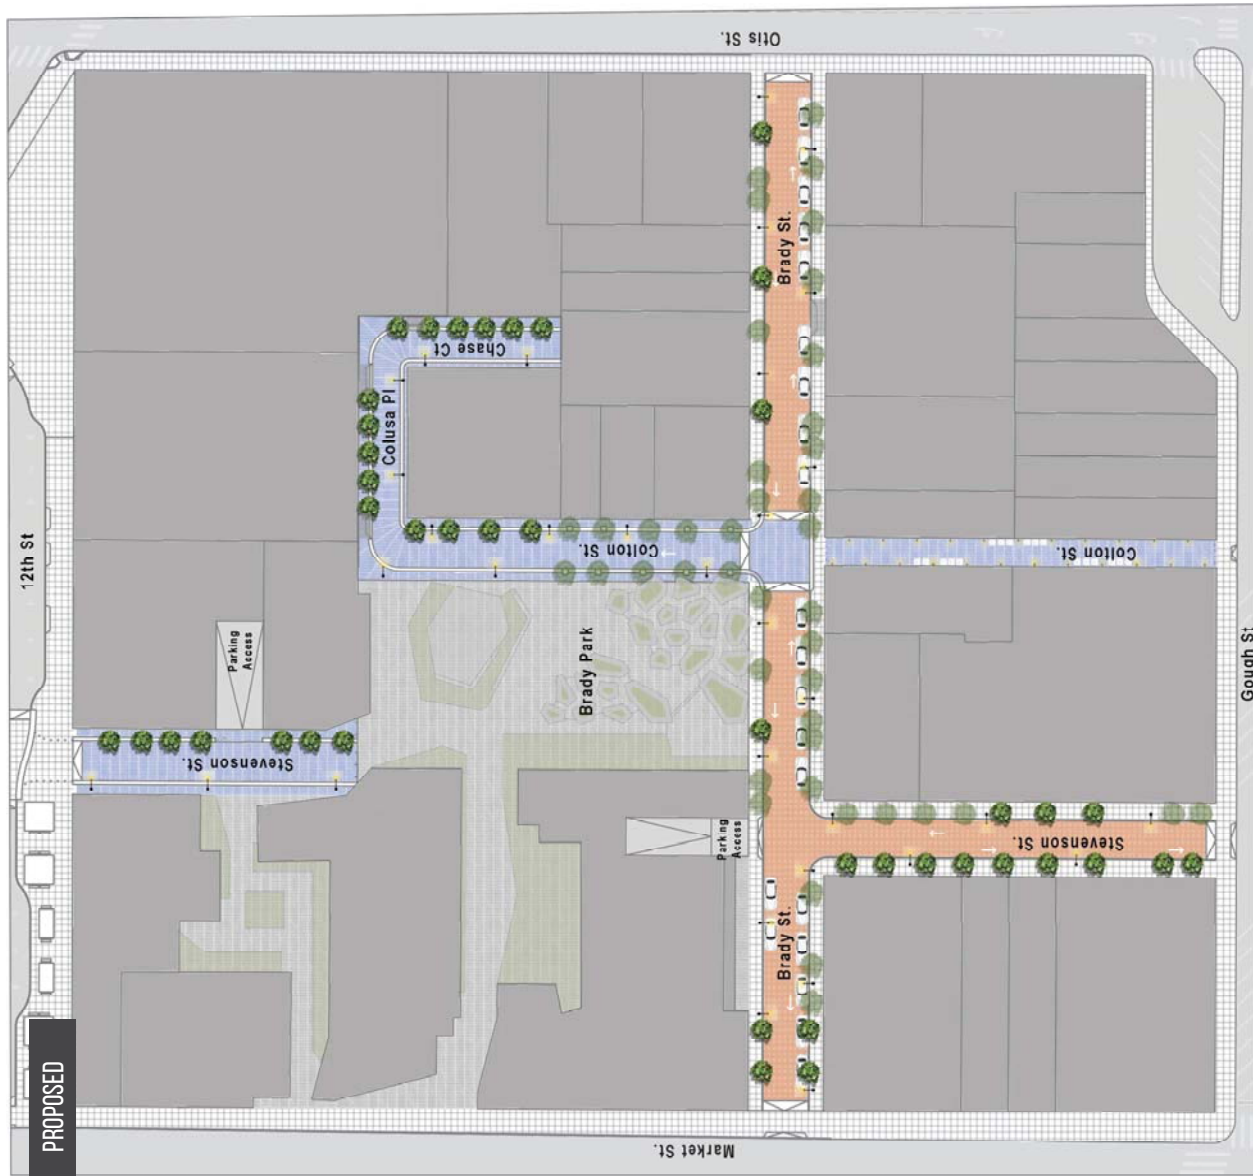 Otis St.
Brady St.
Chase Ct
Colusa Pl
Colton St.
Colton St.
12th St
Parking
Access
Brady Park
Gough St
Stevenson St.
Parking
Access
Stevenson St.
Brady St.
PROPOSED
Market St.